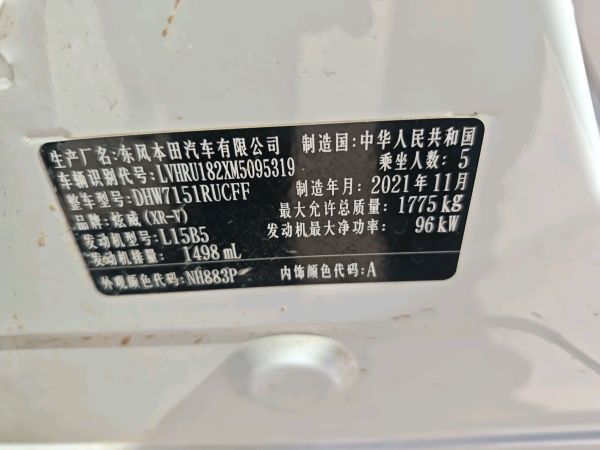 生产厂名:东风本田汽车有限公司 制造国:中华人民共和国
车辆识别代号:LVHRU182XM5095319 乘坐人数:5
整车型号:DHW7151RUCFF 制造年月:2021年11月
品牌:炫威(XR-V) 最大允许总质量:1775kg
发动机型号:L15B5 发动机最大净功率:96kW
发动机排量:1498mL
外观颜色代码:NH883P 内饰颜色代码:A